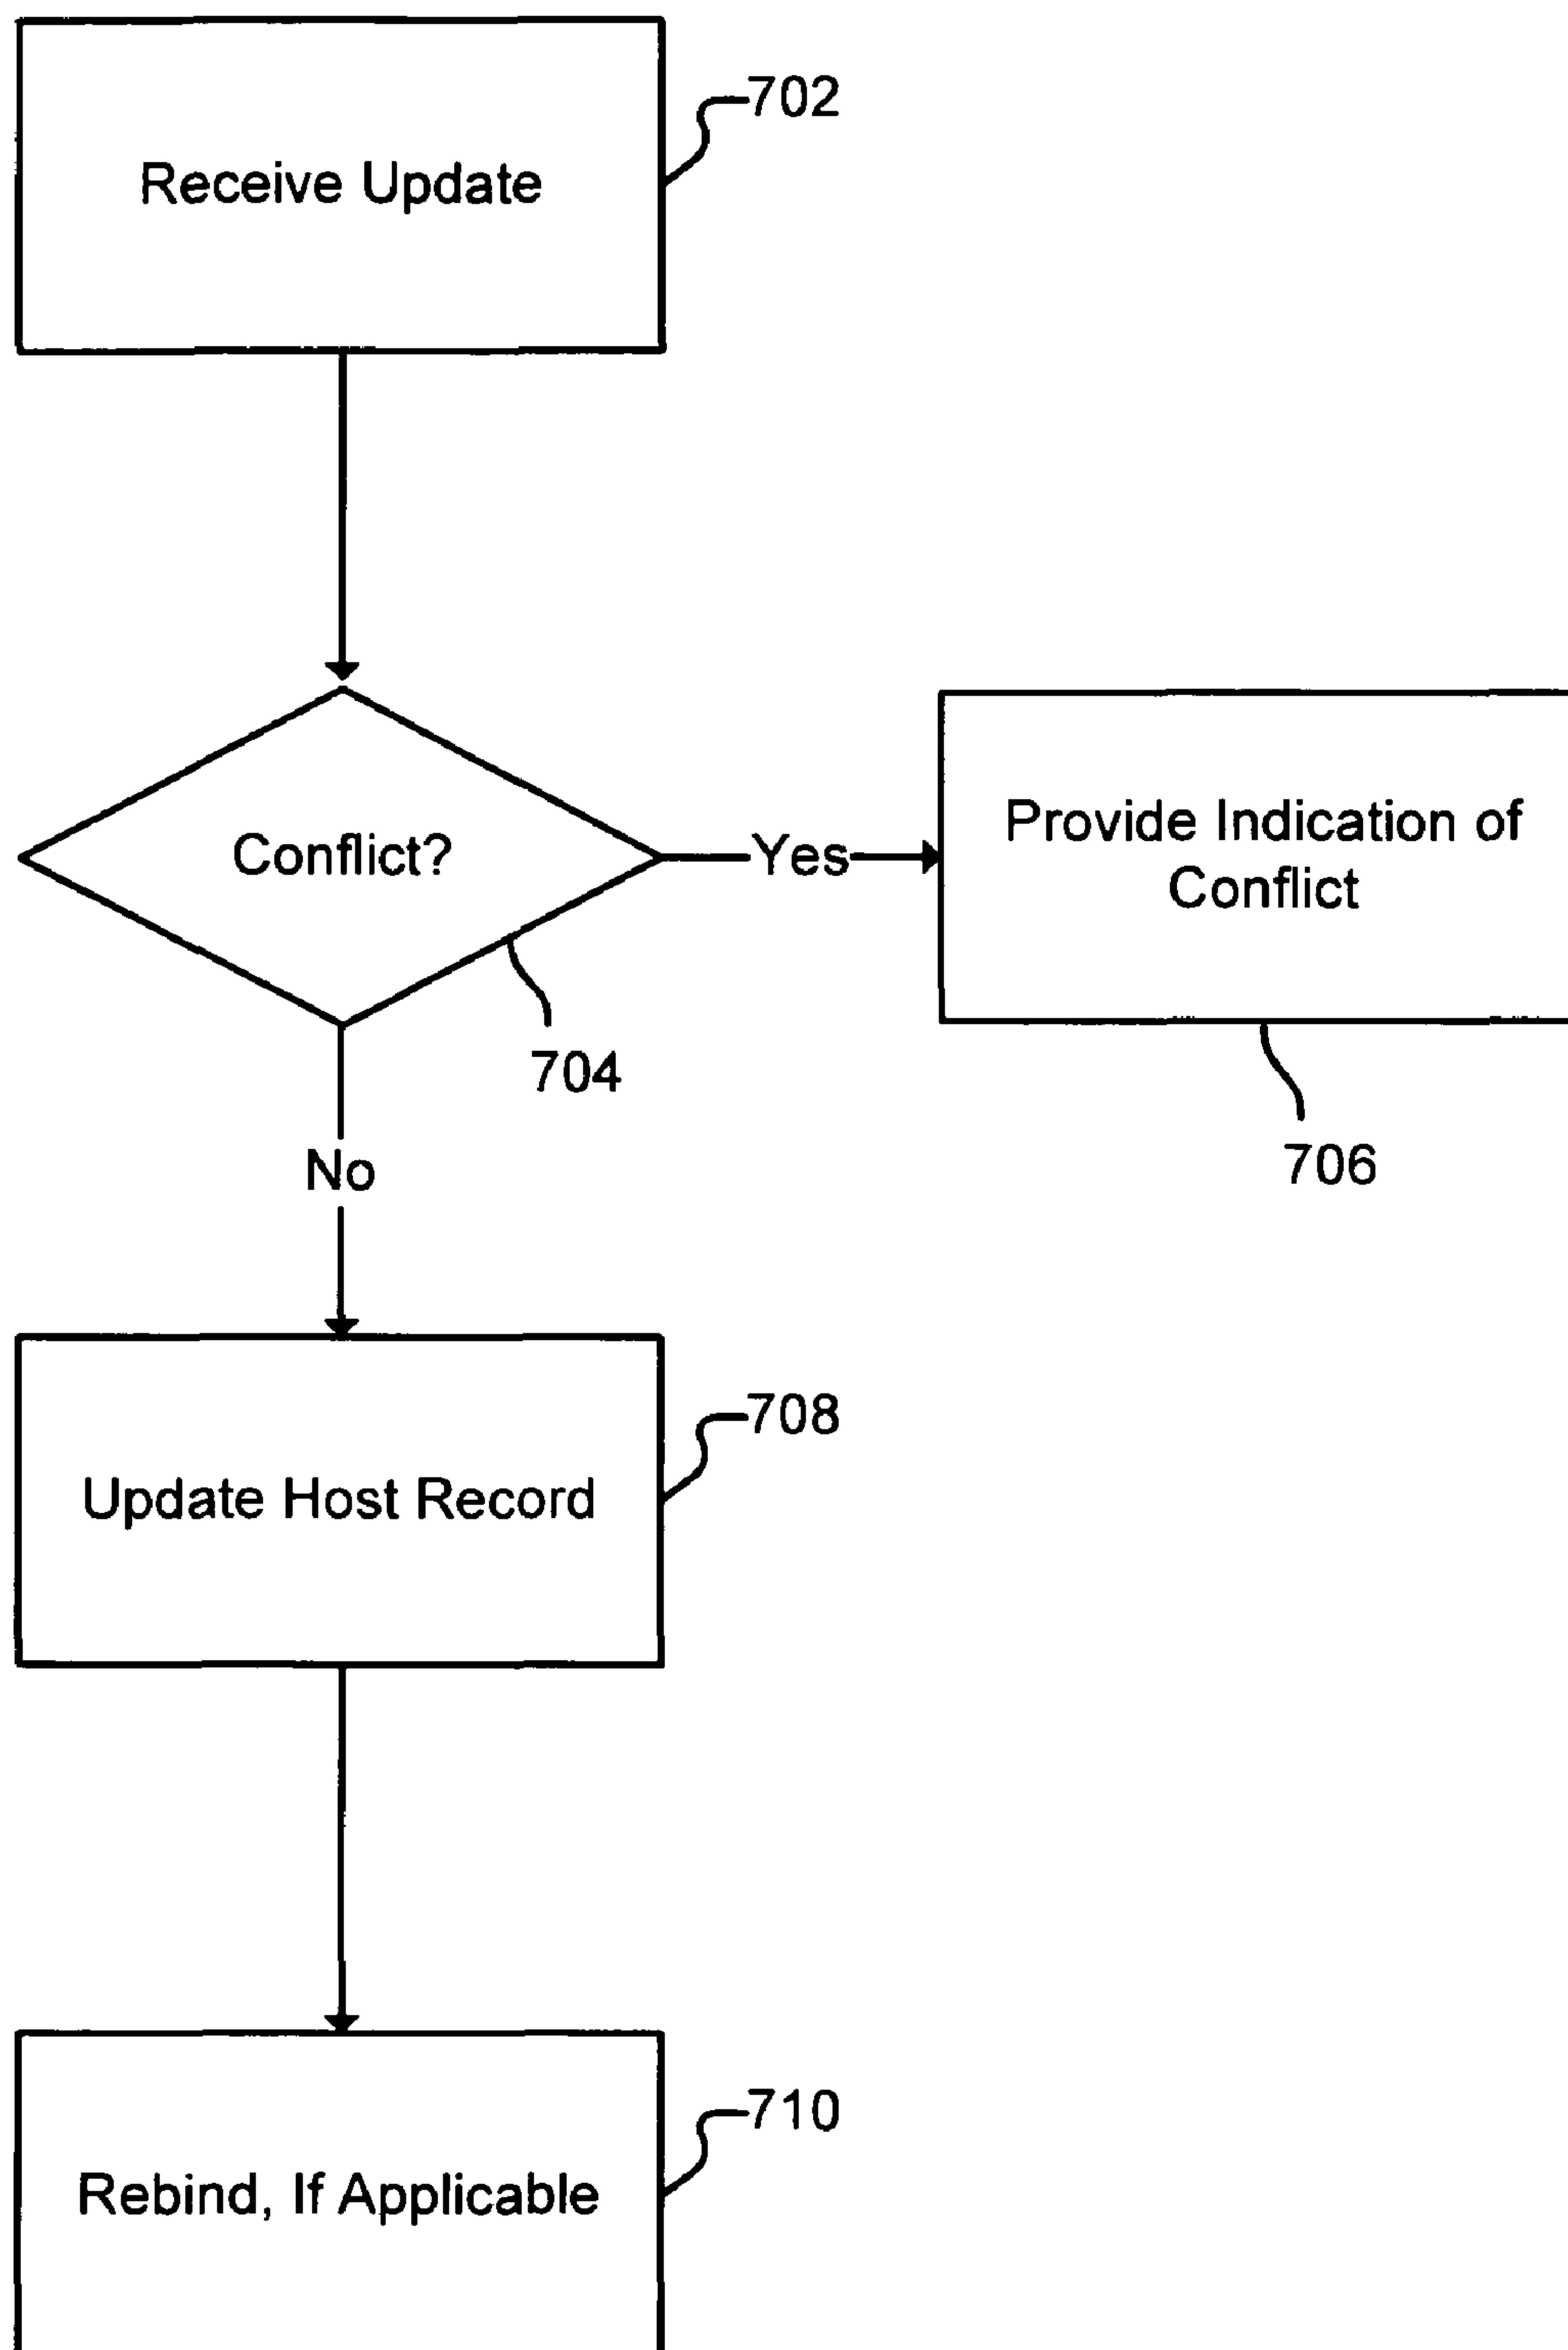 702
Receive Update
Conflict?
Yes
Provide Indication of
Conflict
704
706
No
708
Update Host Record
710
Rebind, If Applicable